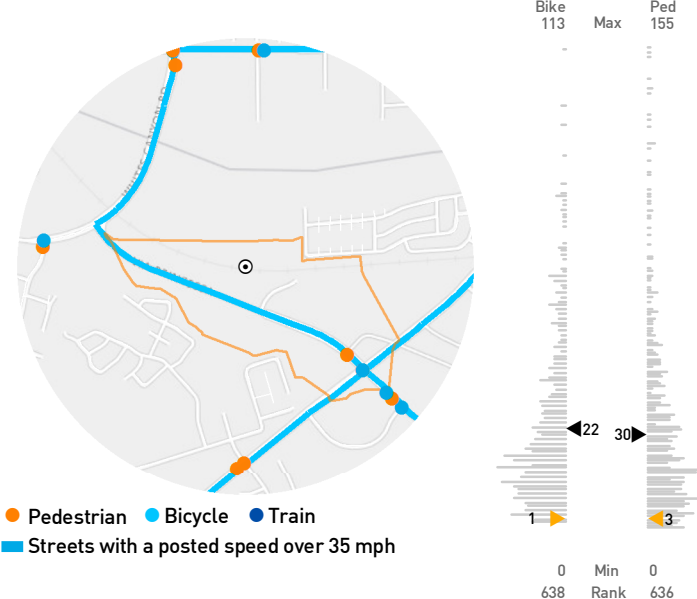 Bike
Ped
113
Max
155
22
30
1
3
0
Min
0
638
Rank
636
Pedestrian
Bicycle
Train
Streets with a posted speed over 35 mph